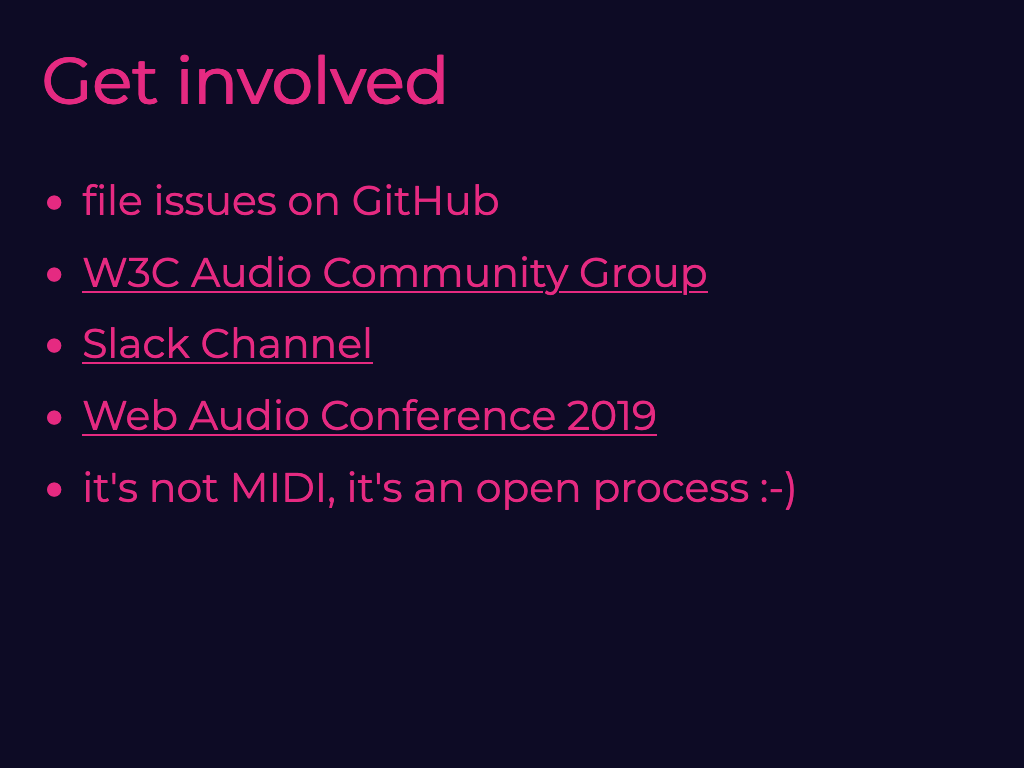 Get involved
• file issues on GitHub
• W3C Audio Community Group
• Slack Channel
• Web Audio Conference 2019
• it's not MIDI, it's an open process :-)